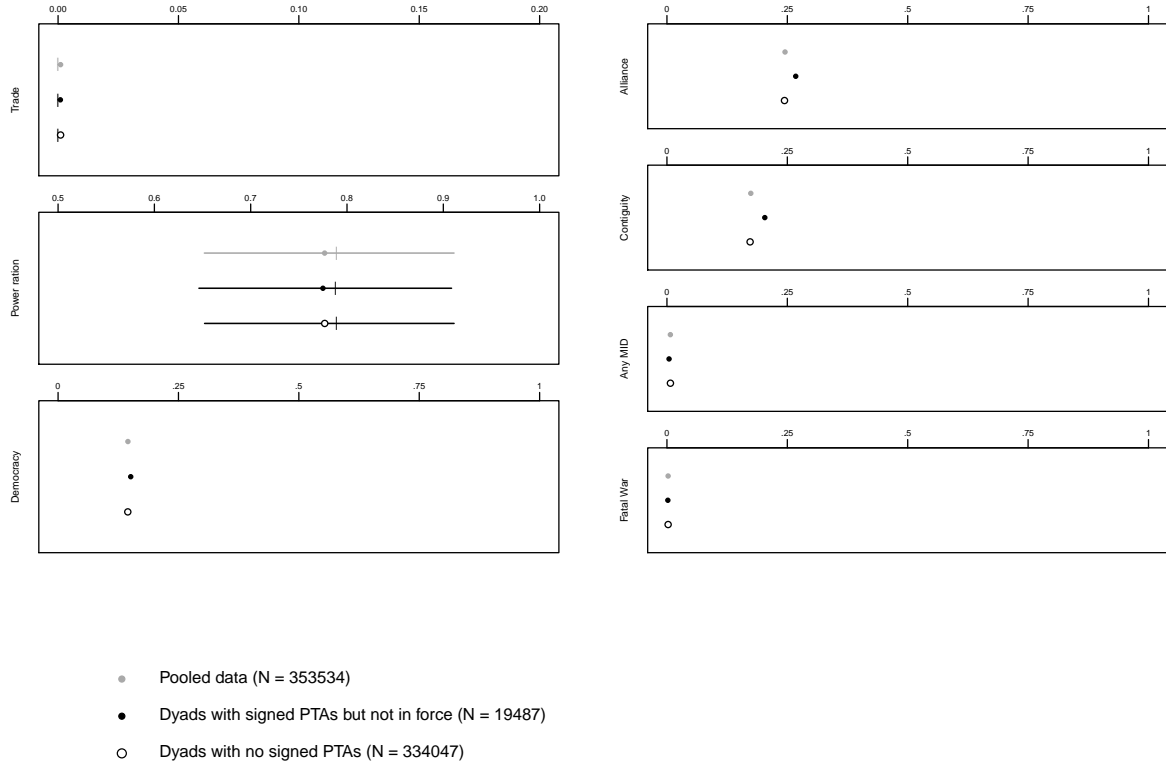 0.00 0.05 0.10 0.15 0.20
Trade
0.5 0.6 0.7 0.8 0.9 1.0
Power ration
0 .25 .5 .75 1
Democracy
0 .25 .5 .75 1
Alliance
0 .25 .5 .75 1
Contiguity
0 .25 .5 .75 1
Any MID
0 .25 .5 .75 1
Fatal War
Pooled data (N = 353534)
Dyads with signed PTAs but not in force (N = 19487)
Dyads with no signed PTAs (N = 334047)